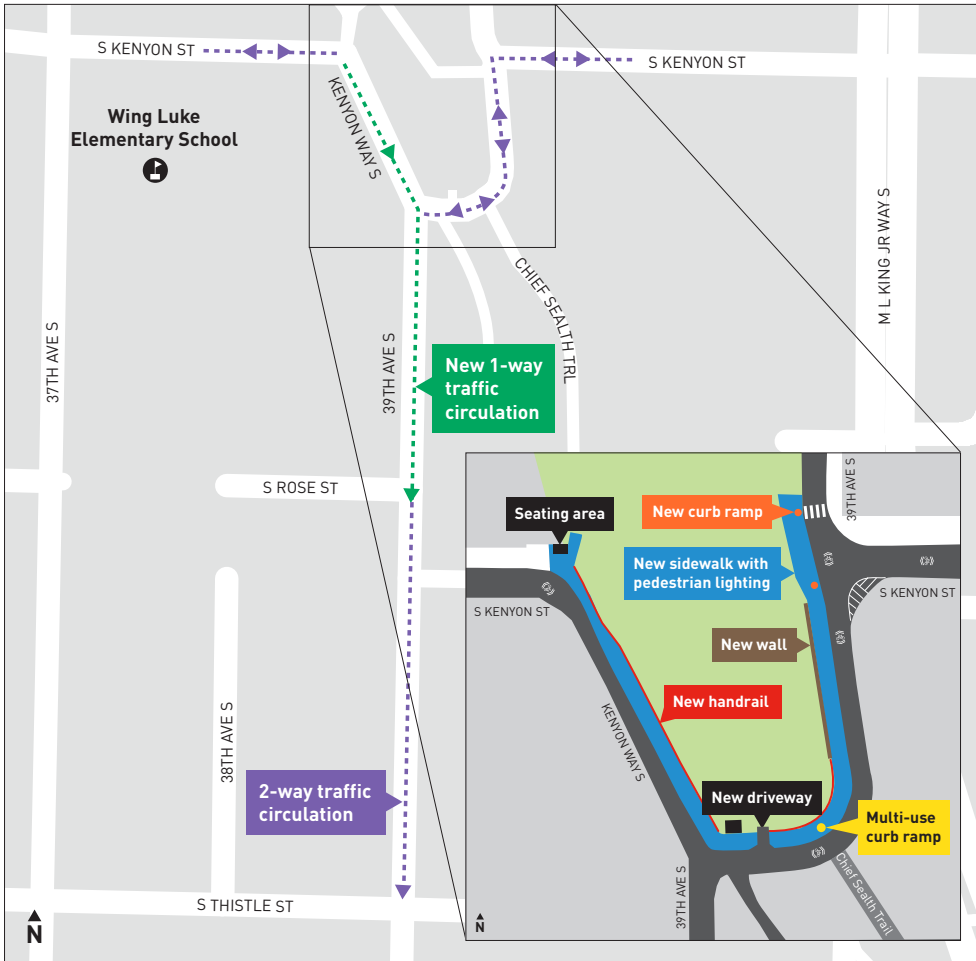 S KENYON ST
S KENYON ST
KENYON WAY S
Wing Luke
Elementary School
M L KING JR WAY S
CHIEF SEALTH TRL
37TH AVE S
39TH AVE S
New 1-way
traffic
circulation
S ROSE ST
38TH AVE S
2-way traffic
circulation
S THISTLE ST
N
Seating area
New curb ramp
39TH AVE S
New sidewalk with
pedestrian lighting
S KENYON ST
S KENYON ST
New wall
New handrail
KENYON WAY S
New driveway
Multi-use
curb ramp
Chief Sealth Trail
39TH AVE S
N